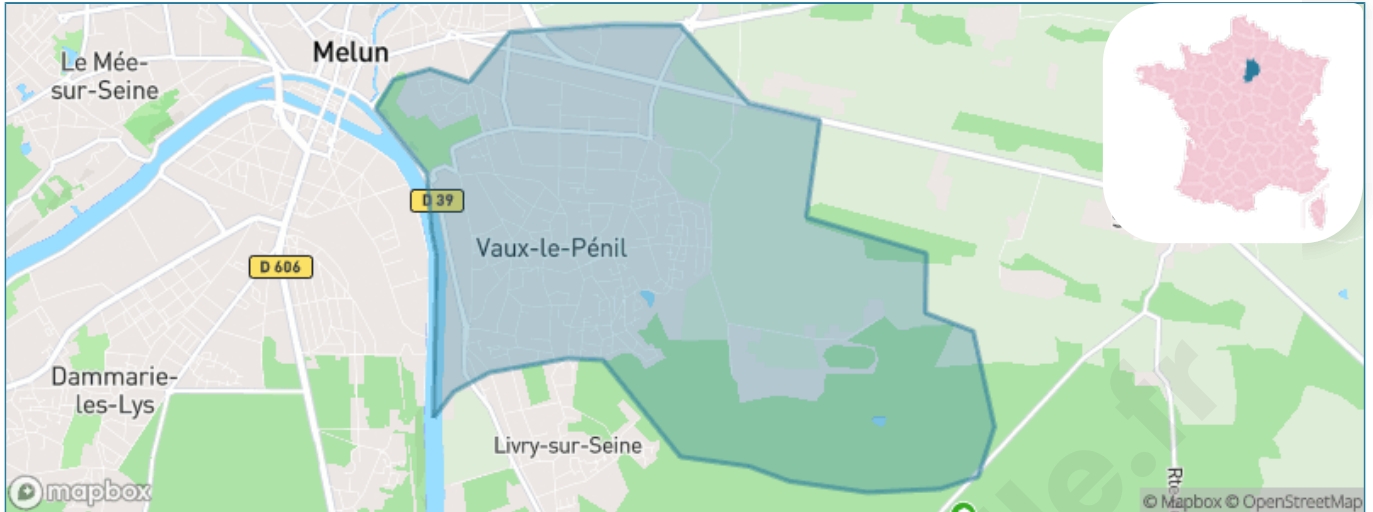 Melun
Le Mée-
sur-Seine
D 39
Vaux-le-Pénil
D 606
Dammarie-
les-Lys
Livry-sur-Seine
mapbox
© Mapbox © OpenStreetMap